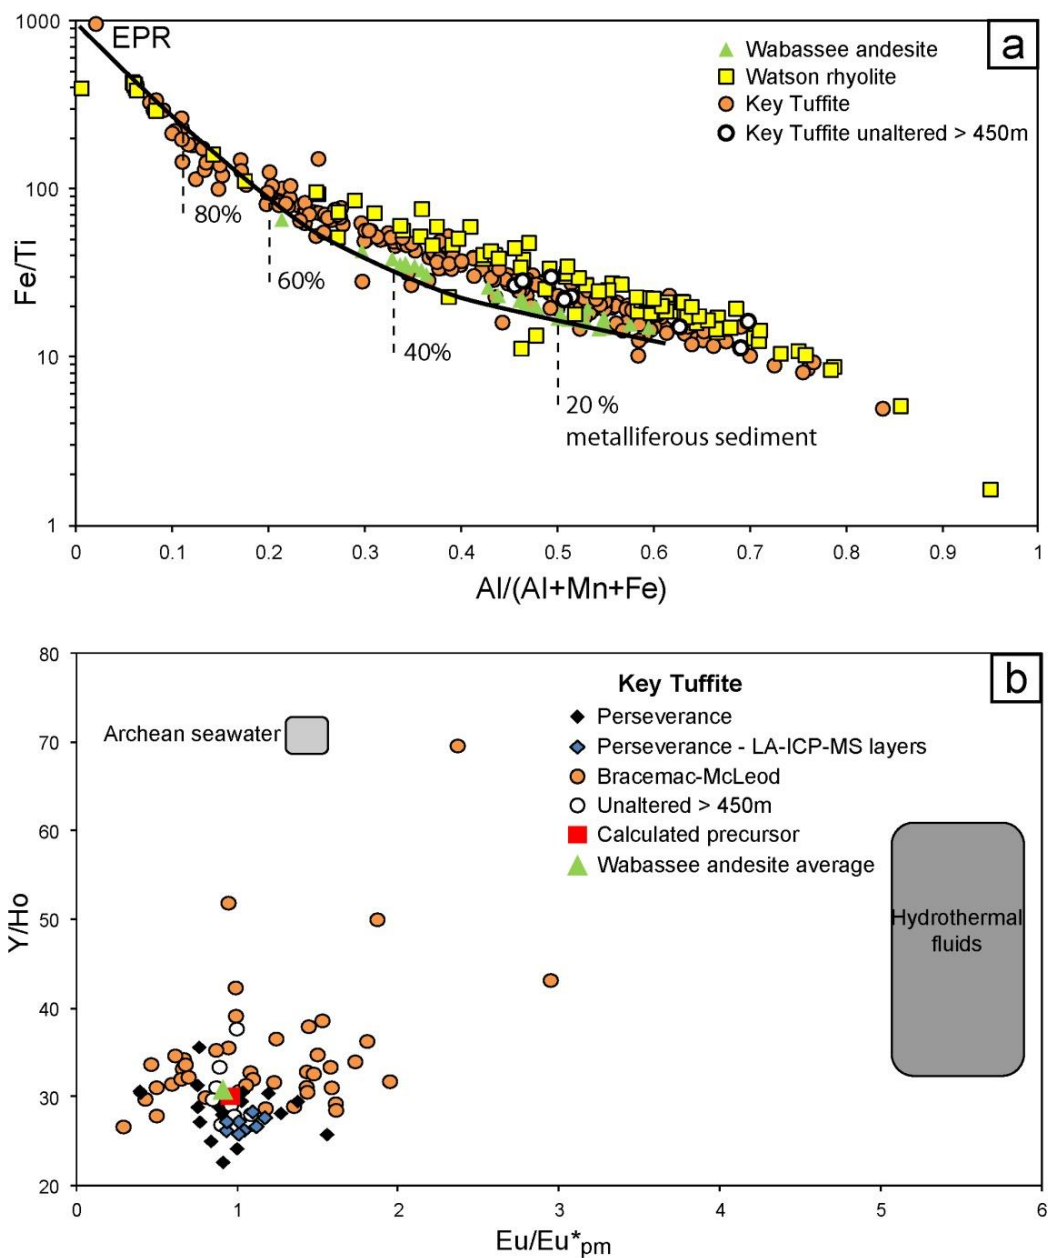 1000
EPR
a
Wabassee andesite
Watson rhyolite
Key Tuffite
Key Tuffite unaltered > 450m
100
80%
60%
Fe/Ti
40%
10
20 %
metalliferous sediment
1
0 0.1 0.2 0.3 0.4 0.5 0.6 0.7 0.8 0.9 1
Al/(Al+Mn+Fe)
80
b
Key Tuffite
Perseverance
Archean seawater
70
Perseverance - LA-ICP-MS layers
Bracemac-McLeod
Unaltered > 450m
Calculated precursor
60
Wabassee andesite average
Y/Ho
50
Hydrothermal
fluids
40
30
20
0 1 2 3 4 5 6
Eu/Eu*pm